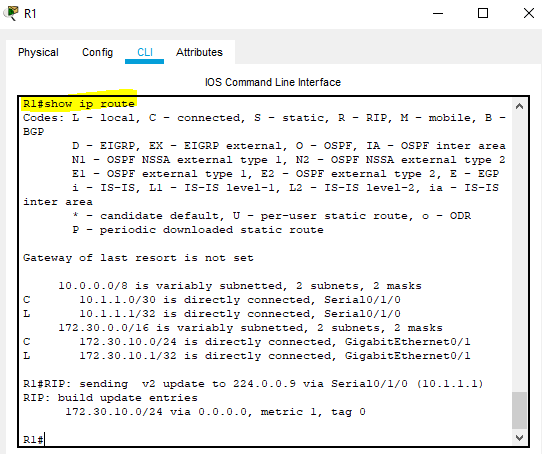 R1
Physical Config CLI Attributes
IOS Command Line Interface
R1#show ip route
Codes: L - local, C - connected, S - static, R - RIP, M - mobile, B -
BGP
D - EIGRP, EX - EIGRP external, O - OSPF, IA - OSPF inter area
N1 - OSPF NSSA external type 1, N2 - OSPF NSSA external type 2
E1 - OSPF external type 1, E2 - OSPF external type 2, E - EGP
i - IS-IS, L1 - IS-IS level-1, L2 - IS-IS level-2, ia - IS-IS
inter area
* - candidate default, U - per-user static route, o - ODR
P - periodic downloaded static route
Gateway of last resort is not set
10.0.0.0/8 is variably subnetted, 2 subnets, 2 masks
C 10.1.1.0/30 is directly connected, Serial0/1/0
L 10.1.1.1/32 is directly connected, Serial0/1/0
172.30.0.0/16 is variably subnetted, 2 subnets, 2 masks
C 172.30.10.0/24 is directly connected, GigabitEthernet0/1
L 172.30.10.1/32 is directly connected, GigabitEthernet0/1
R1#RIP: sending v2 update to 224.0.0.9 via Serial0/1/0 (10.1.1.1)
RIP: build update entries
172.30.10.0/24 via 0.0.0.0, metric 1, tag 0
R1#